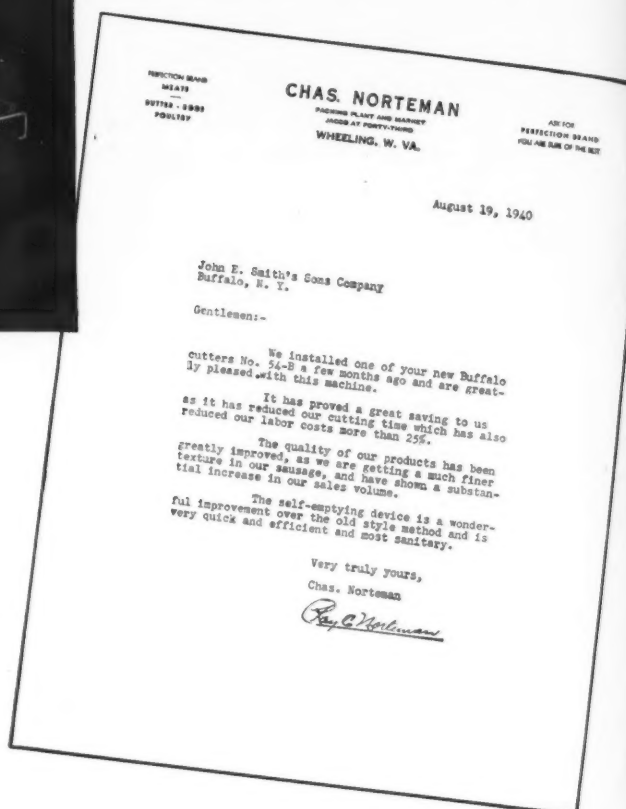 PERFECTION BRAND
MEATS
BUTTER - EGGS
POULTRY
CHAS. NORTEMAN
PACKING PLANT AND MARKET
JACOB AT FORTY-THIRD
WHEELING, W. VA.
ASK FOR
PERFECTION BRAND
YOU ARE SURE OF THE BEST
August 19, 1940
John E. Smith's Sons Company
Buffalo, N. Y.
Gentlemen:-
We installed one of your new Buffalo
cutters No. 54-B a few months ago and are great-
ly pleased with this machine.
It has proved a great saving to us
as it has reduced our cutting time which has also
reduced our labor costs more than 25%.
The quality of our products has been
greatly improved, as we are getting a much finer
texture in our sausage, and have shown a substan-
tial increase in our sales volume.
The self-emptying device is a wonder-
ful improvement over the old style method and is
very quick and efficient and most sanitary.
Very truly yours,
Chas. Norteman
Ray C Norteman